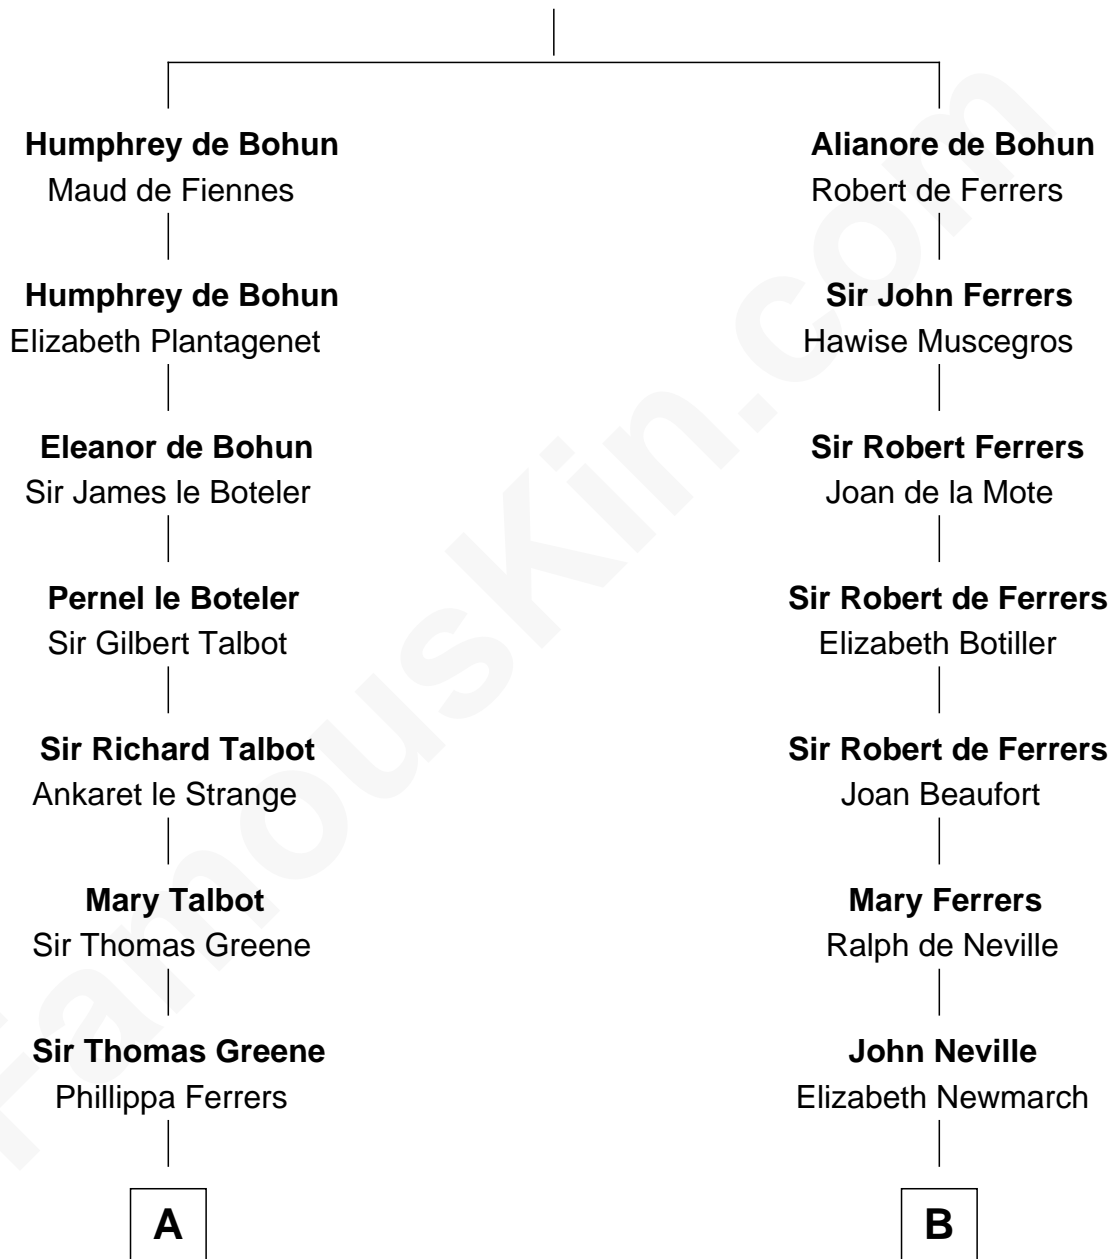 Humphrey de Bohun
Maud de Fiennes
Humphrey de Bohun
Elizabeth Plantagenet
Eleanor de Bohun
Sir James le Boteler
Pernel le Boteler
Sir Gilbert Talbot
Sir Richard Talbot
Ankaret le Strange
Mary Talbot
Sir Thomas Greene
Sir Thomas Greene
Phillippa Ferrers
A
Alianore de Bohun
Robert de Ferrers
Sir John Ferrers
Hawise Muscegros
Sir Robert Ferrers
Joan de la Mote
Sir Robert de Ferrers
Elizabeth Botiller
Sir Robert de Ferrers
Joan Beaufort
Mary Ferrers
Ralph de Neville
John Neville
Elizabeth Newmarch
B
FamousKin.com